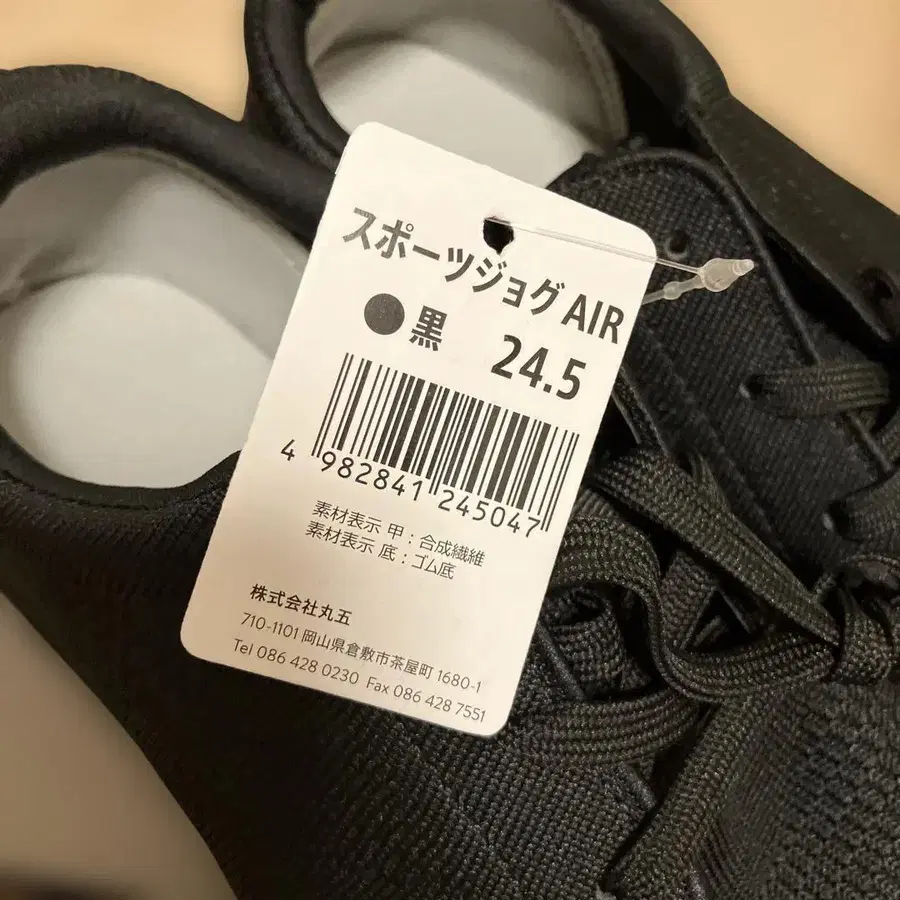 スポーツジョグ AIR
●黒 24.5
4 982841 245047
素材表示 甲：合成繊維
素材表示 底：ゴム底
株式会社丸五
710-1101 岡山県倉敷市茶屋町 1680-1
Tel 086 428 0230 Fax 086 428 7551